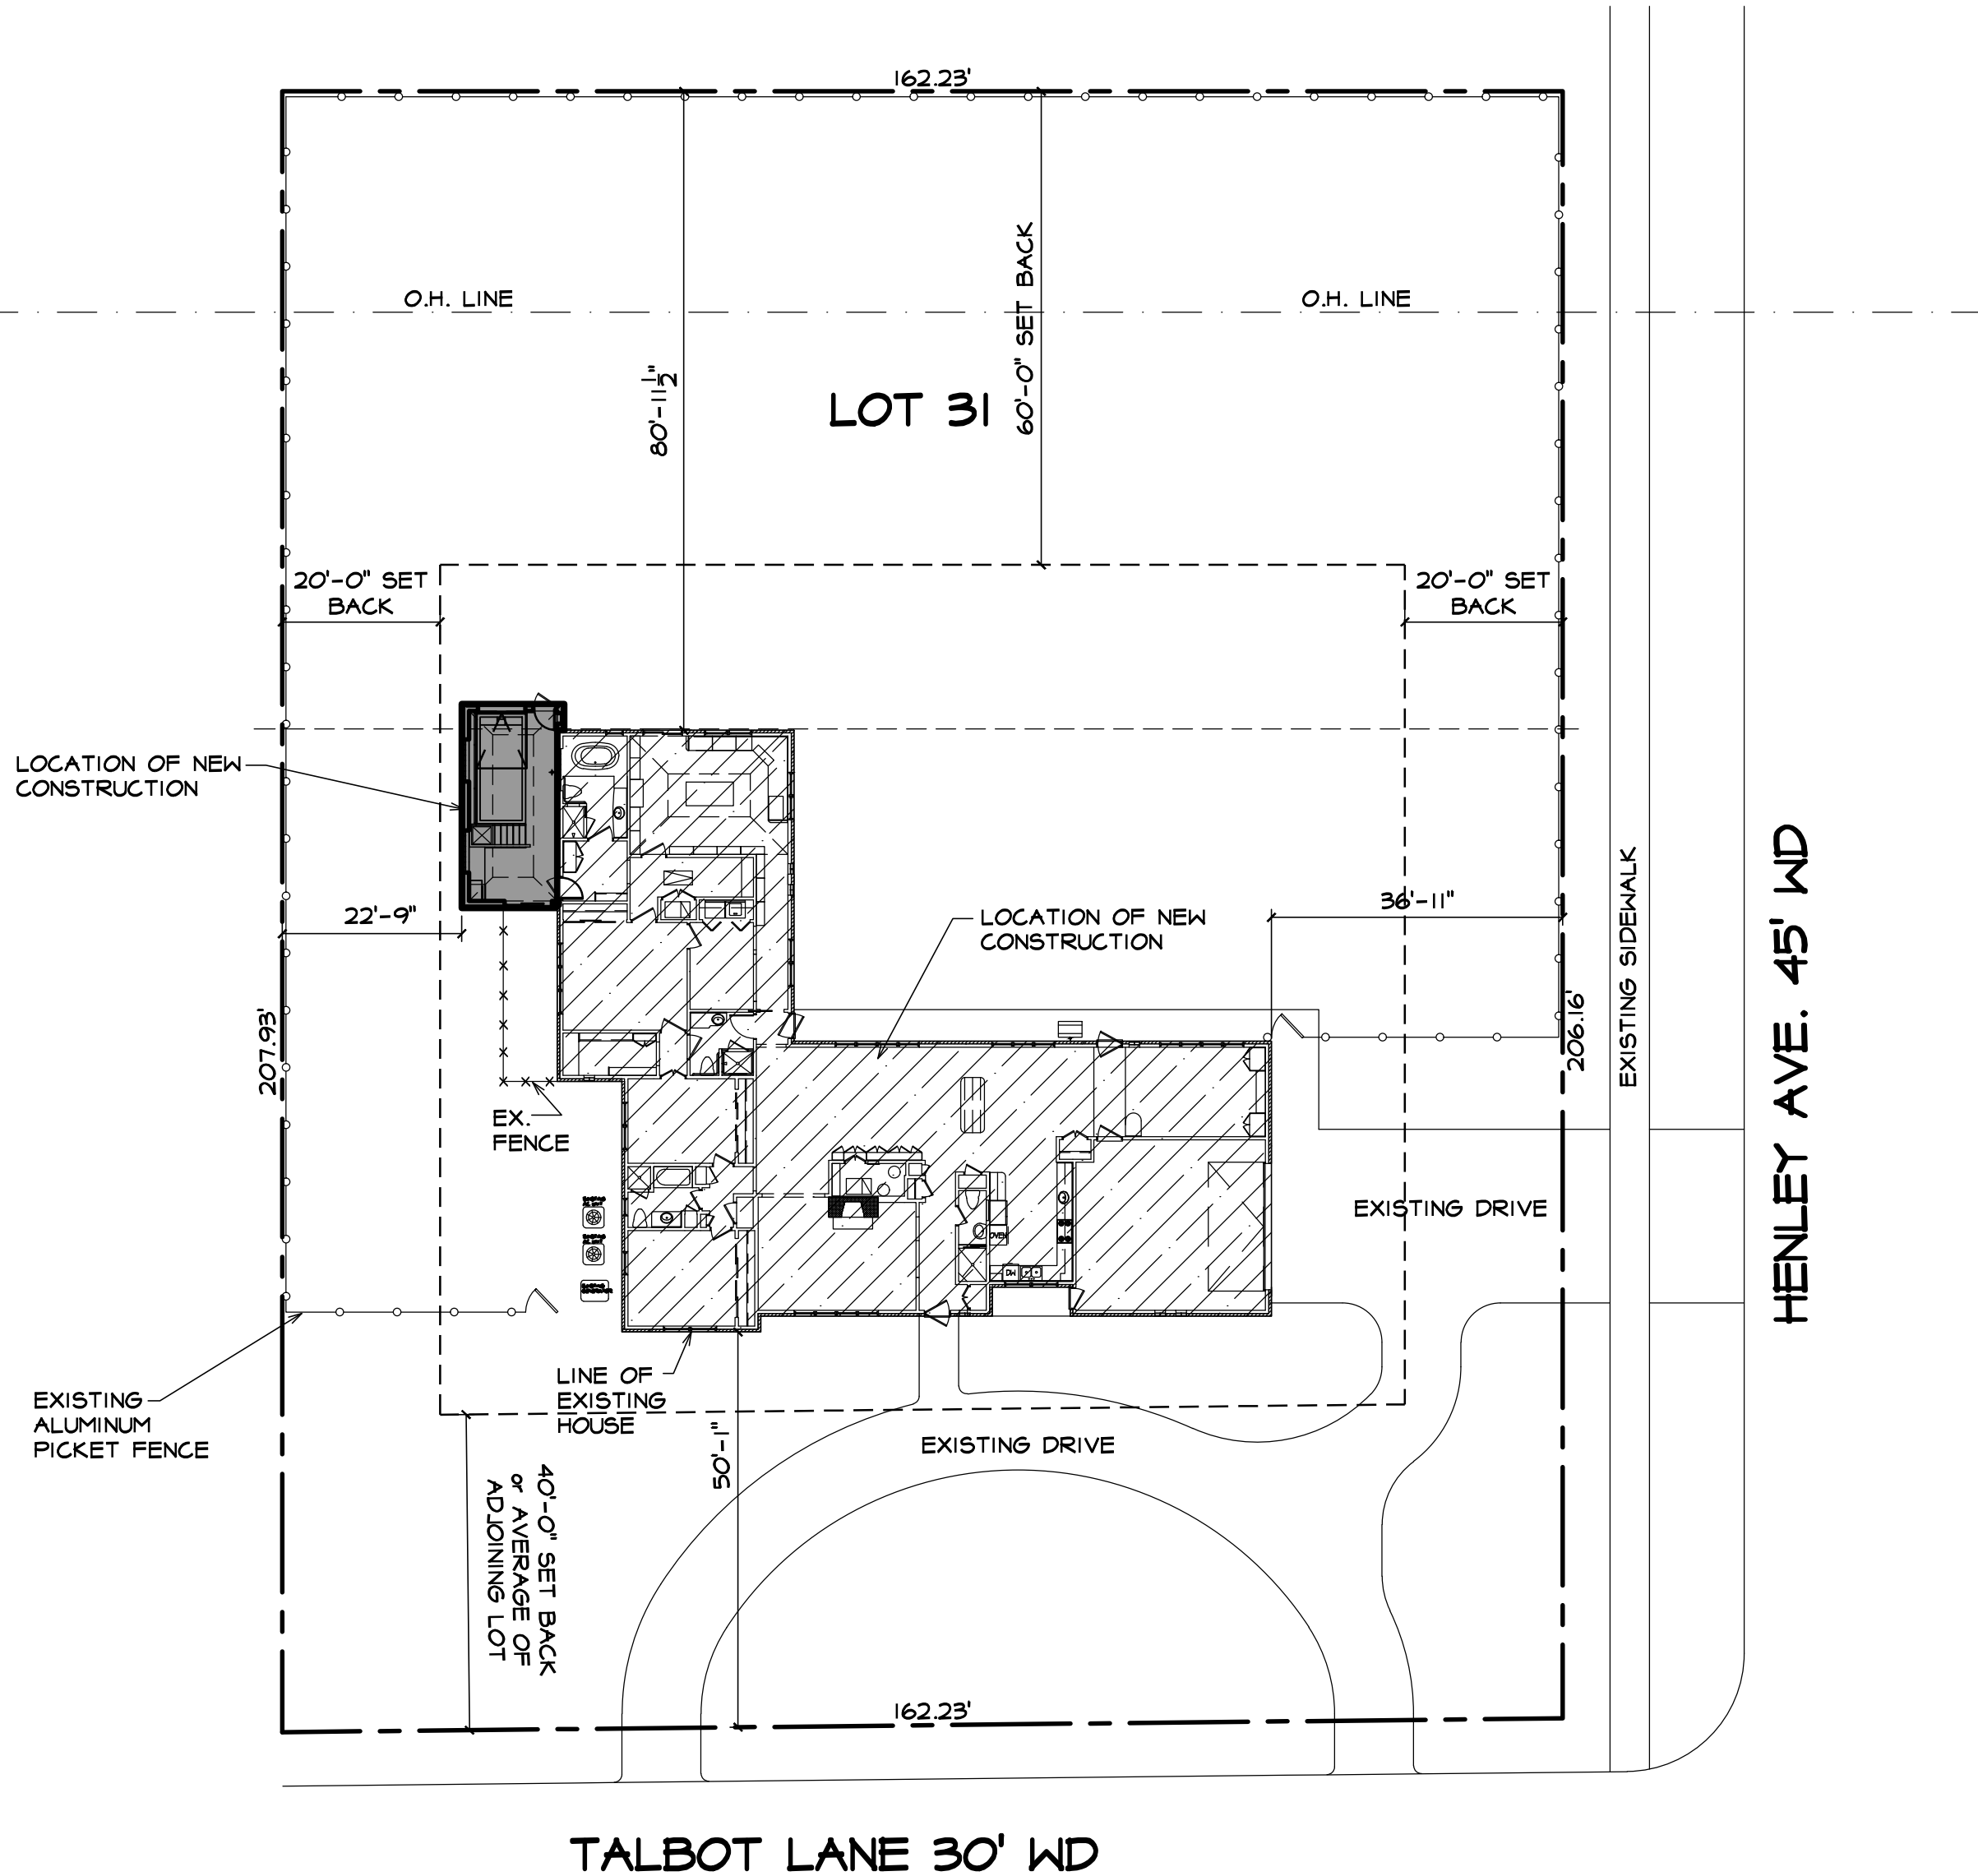 162.23'
O.H. LINE
O.H. LINE
60'-0" SET BACK
80'-11 1/2"
LOT 31
20'-0" SET
BACK
20'-0" SET
BACK
LOCATION OF NEW
CONSTRUCTION
22'-9"
LOCATION OF NEW
CONSTRUCTION
36'-11"
EXISTING SIDEWALK
HENLEY AVE. 45' WD
207.93'
206.16'
EX.
FENCE
EXISTING DRIVE
OVEN
DW
LINE OF
EXISTING
HOUSE
EXISTING
ALUMINUM
PICKET FENCE
50'-1"
EXISTING DRIVE
40'-0" SET BACK
or AVERAGE OF
ADJOINING LOT
162.23'
TALBOT LANE 30' WD